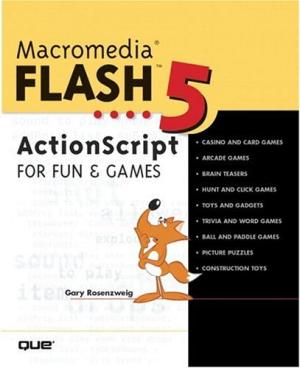 Macromedia®
FLASH™ 5
ActionScript
FOR FUN & GAMES
• CASINO AND CARD GAMES
• ARCADE GAMES
• BRAIN TEASERS
• HUNT AND CLICK GAMES
• TOYS AND GADGETS
• TRIVIA AND WORD GAMES
• BALL AND PADDLE GAMES
• PICTURE PUZZLES
• CONSTRUCTION TOYS
Gary Rosenzweig
QUE®